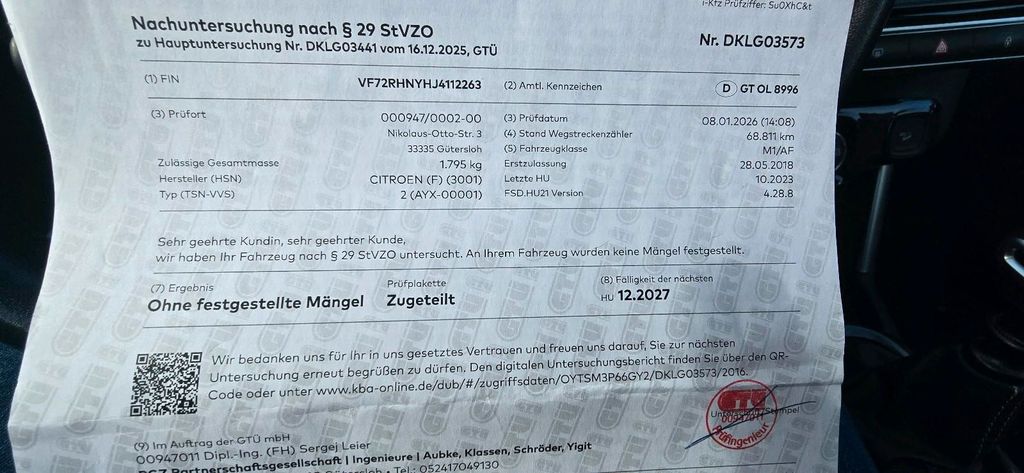 i-Kfz Prüfziffer: Su0XhC&t
Nachuntersuchung nach § 29 StVZO
zu Hauptuntersuchung Nr. DKLG03441 vom 16.12.2025, GTÜ
Nr. DKLG03573
(1) FIN VF72RHNYHJ4112263 (2) Amtl. Kennzeichen D GT OL 8996
(3) Prüfort 000947/0002-00 (3) Prüfdatum 08.01.2026 (14:08)
Nikolaus-Otto-Str. 3 (4) Stand Wegstreckenzähler 68.811 km
33335 Gütersloh (5) Fahrzeugklasse M1/AF
Zulässige Gesamtmasse 1.795 kg Erstzulassung 28.05.2018
Hersteller (HSN) CITROEN (F) (3001) Letzte HU 10.2023
Typ (TSN-VVS) 2 (AYX-00001) FSD.HU21 Version 4.28.8
Sehr geehrte Kundin, sehr geehrter Kunde,
wir haben Ihr Fahrzeug nach § 29 StVZO untersucht. An Ihrem Fahrzeug wurden keine Mängel festgestellt.
(7) Ergebnis Prüfplakette (8) Fälligkeit der nächsten
Ohne festgestellte Mängel Zugeteilt HU 12.2027
Wir bedanken uns für Ihr in uns gesetztes Vertrauen und freuen uns darauf, Sie zur nächsten
Untersuchung erneut begrüßen zu dürfen. Den digitalen Untersuchungsbericht finden Sie über den QR-
Code oder unter www.kba-online.de/dub/#/zugriffsdaten/OYTSM3P66GY2/DKLG03573/2016.
GTÜ
Unterschrift/Stempel
00947011
Prüfingenieur
(9) Im Auftrag der GTÜ mbH
00947011 Dipl.-Ing. (FH) Sergej Leier
Partnerschaftsgesellschaft | Ingenieure | Aubke, Klassen, Schröder, Yigit
Gütersloh • Tel.: 052417049130